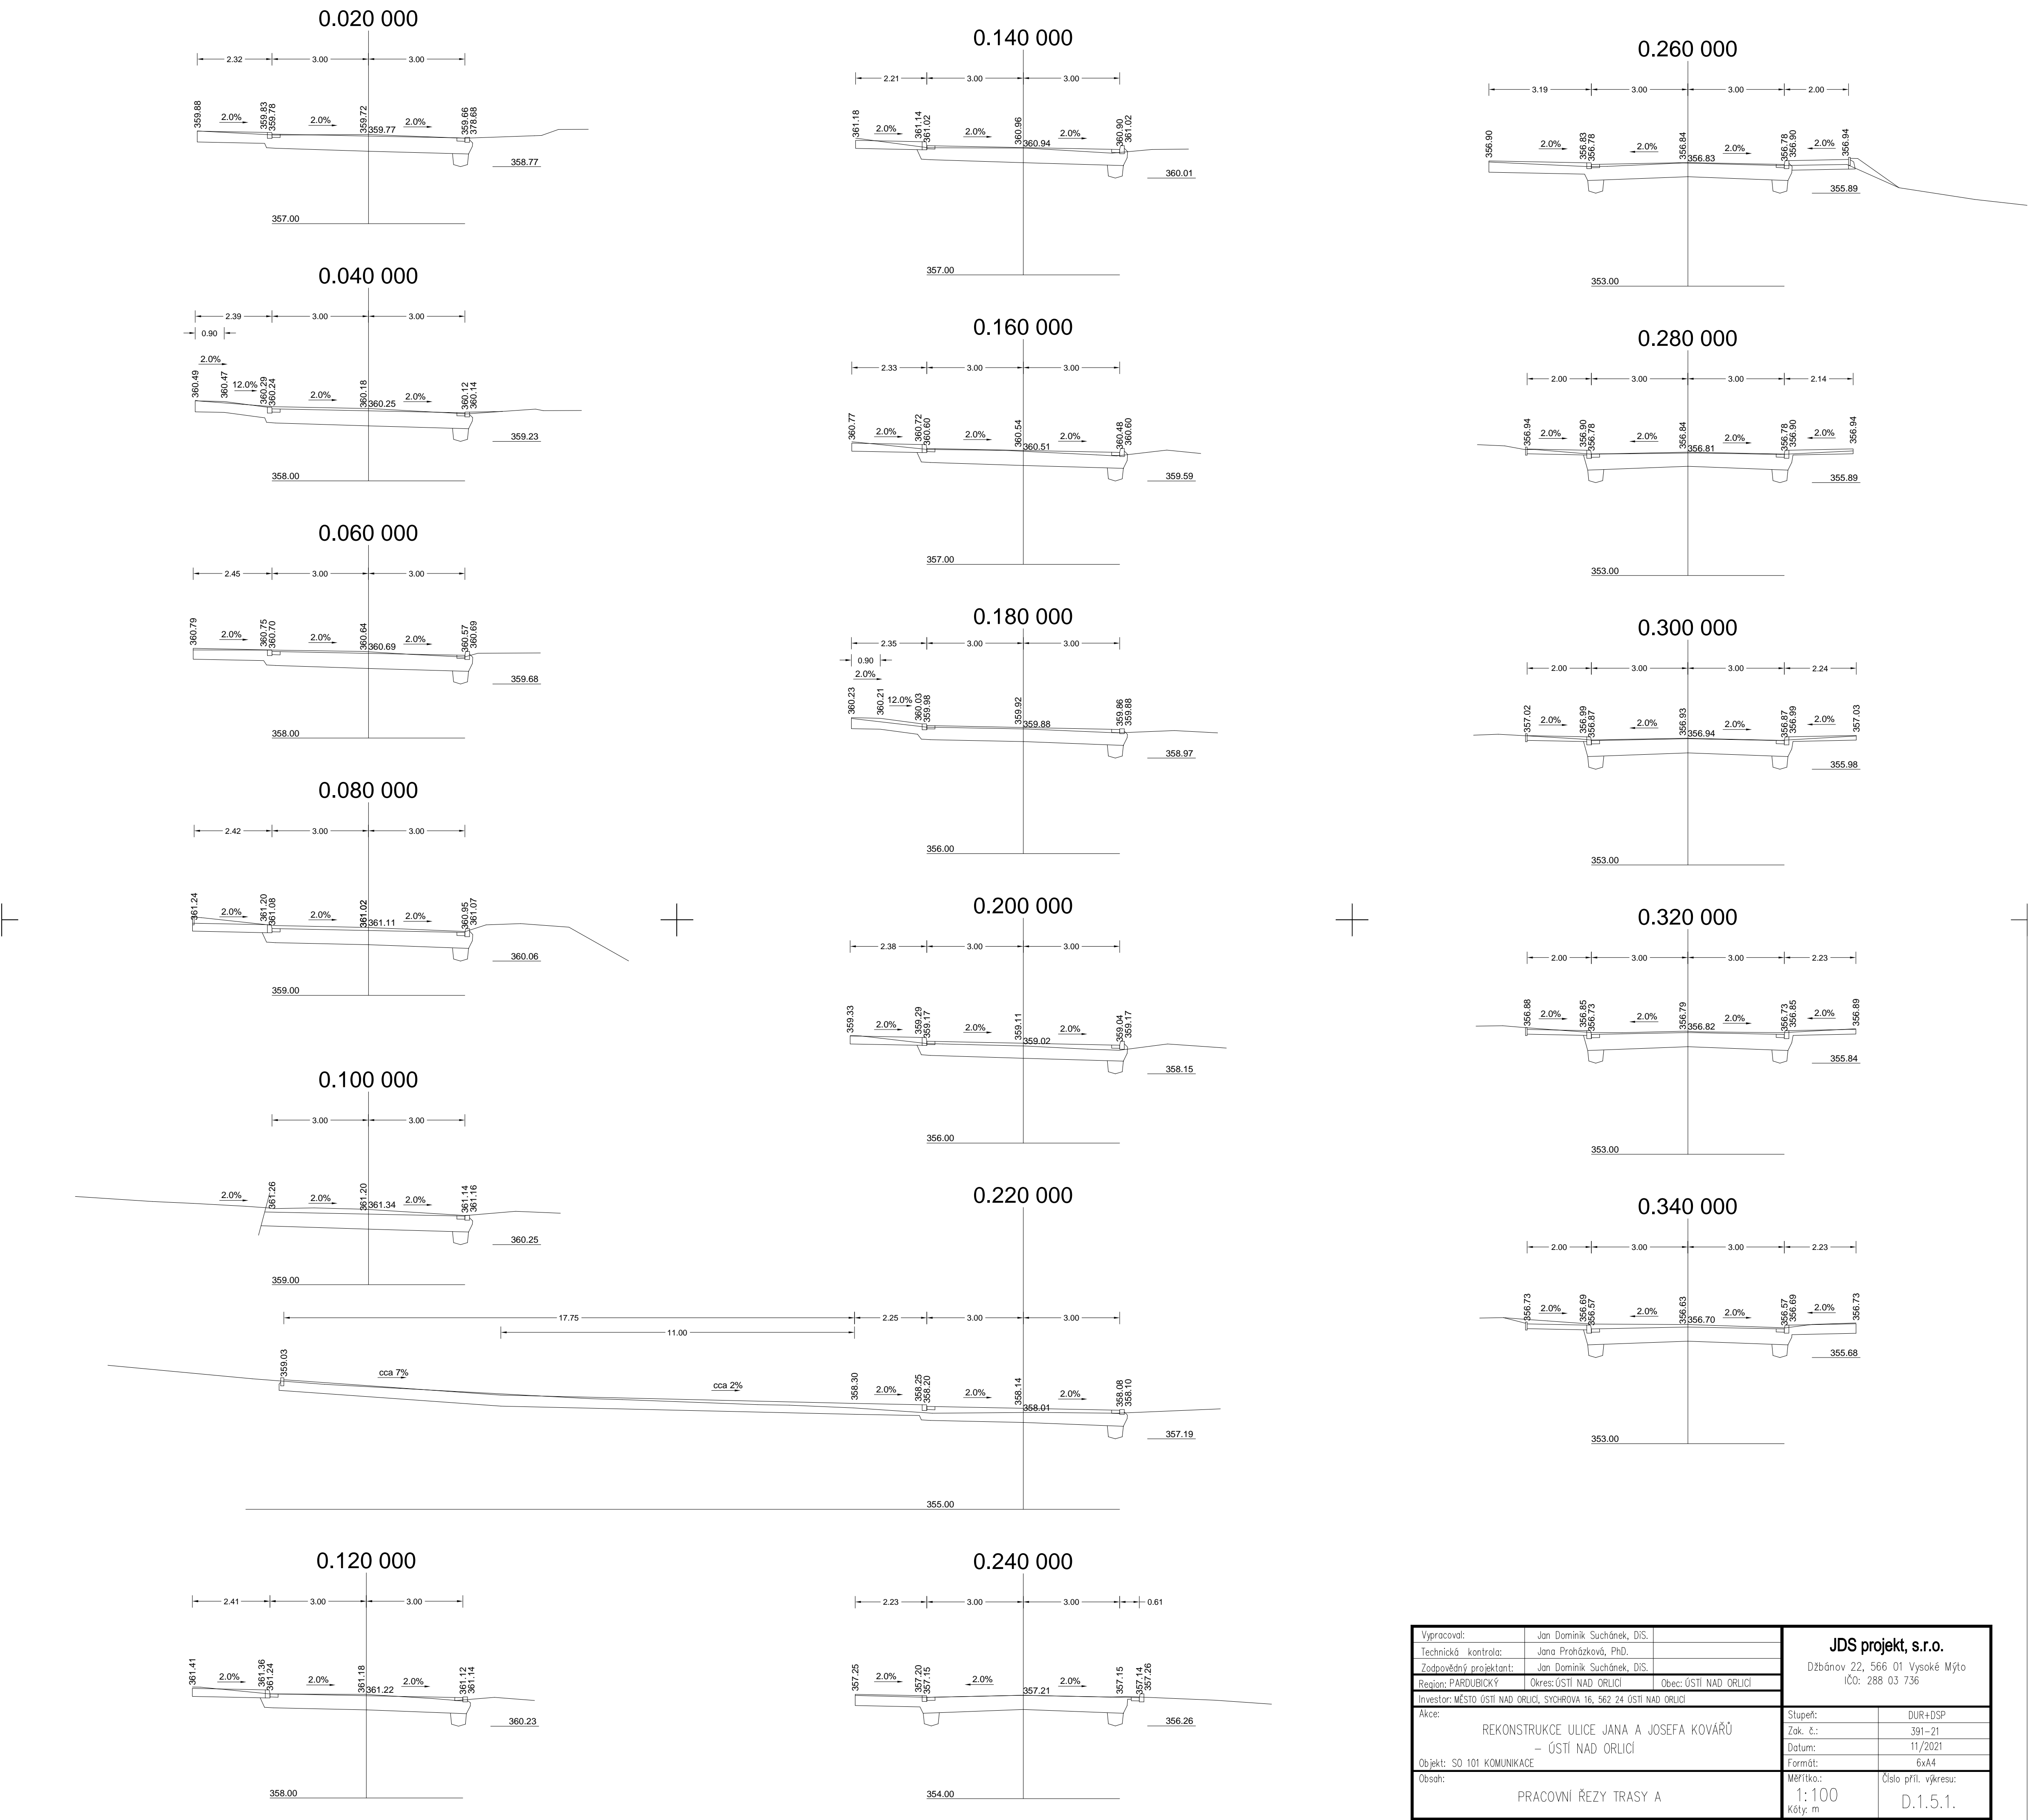 0.020 000
2.32 3.00 3.00
359.88 2.0% 359.83 359.78 2.0% 359.72 359.77 2.0% 359.66 378.68
358.77
357.00
0.040 000
2.39 3.00 3.00
0.90
2.0%
360.49 360.47 12.0% 360.29 360.24 2.0% 360.18 360.25 2.0% 360.12 360.14
359.23
358.00
0.060 000
2.45 3.00 3.00
360.79 2.0% 360.75 360.70 2.0% 360.64 360.69 2.0% 360.57 360.69
359.68
358.00
0.080 000
2.42 3.00 3.00
361.24 2.0% 361.20 361.08 2.0% 361.02 361.11 2.0% 360.95 361.07
360.06
359.00
0.100 000
3.00 3.00
2.0% 361.26 2.0% 361.20 361.34 2.0% 361.14 361.16
360.25
359.00
0.120 000
2.41 3.00 3.00
361.41 2.0% 361.36 361.24 2.0% 361.18 361.22 2.0% 361.12 361.14
360.23
358.00
0.140 000
2.21 3.00 3.00
361.18 2.0% 361.14 361.02 2.0% 360.96 360.94 2.0% 360.90 361.02
360.01
357.00
0.160 000
2.33 3.00 3.00
360.77 2.0% 360.72 360.60 2.0% 360.54 360.51 2.0% 360.48 360.60
359.59
357.00
0.180 000
2.35 3.00 3.00
0.90
2.0%
360.23 360.21 12.0% 360.03 359.98 2.0% 359.92 359.88 2.0% 359.86 359.88
358.97
356.00
0.200 000
2.38 3.00 3.00
359.33 2.0% 359.29 359.17 2.0% 359.11 359.02 2.0% 359.04 359.17
358.15
356.00
0.220 000
17.75 2.25 3.00 3.00
11.00
359.03 cca 7% cca 2% 358.30 2.0% 358.25 358.20 2.0% 358.14 358.01 2.0% 358.08 358.10
357.19
355.00
0.240 000
2.23 3.00 3.00 0.61
357.25 2.0% 357.20 357.15 2.0% 357.21 2.0% 357.15 357.14 357.26
356.26
354.00
0.260 000
3.19 3.00 3.00 2.00
356.90 2.0% 356.83 356.78 2.0% 356.84 356.83 2.0% 356.78 356.90 2.0% 356.94
355.89
353.00
0.280 000
2.00 3.00 3.00 2.14
356.94 2.0% 356.90 356.78 2.0% 356.84 356.81 2.0% 356.78 356.90 2.0% 356.94
355.89
353.00
0.300 000
2.00 3.00 3.00 2.24
357.02 2.0% 356.99 356.87 2.0% 356.93 356.94 2.0% 356.87 356.99 2.0% 357.03
355.98
353.00
0.320 000
2.00 3.00 3.00 2.23
356.88 2.0% 356.85 356.73 2.0% 356.79 356.82 2.0% 356.73 356.85 2.0% 356.89
355.84
353.00
0.340 000
2.00 3.00 3.00 2.23
356.73 2.0% 356.69 356.57 2.0% 356.63 356.70 2.0% 356.57 356.69 2.0% 356.73
355.68
353.00
Vypracoval: Jan Dominik Suchánek, DiS.
Technická kontrola: Jana Proházková, PhD.
Zodpovědný projektant: Jan Dominik Suchánek, DiS.
Region: PARDUBICKÝ Okres: ÚSTÍ NAD ORLICÍ Obec: ÚSTÍ NAD ORLICÍ
Investor: MĚSTO ÚSTÍ NAD ORLICÍ, SYCHROVA 16, 562 24 ÚSTÍ NAD ORLICÍ
JDS projekt, s.r.o.
Džbánov 22, 566 01 Vysoké Mýto
IČO: 288 03 736
Akce:
REKONSTRUKCE ULICE JANA A JOSEFA KOVÁŘŮ
– ÚSTÍ NAD ORLICÍ
Objekt: SO 101 KOMUNIKACE
Stupeň: DUR+DSP
Zak. č.: 391-21
Datum: 11/2021
Formát: 6xA4
Obsah:
PRACOVNÍ ŘEZY TRASY A
Měřítko.:
1:100
Kóty: m
Číslo příl. výkresu:
D.1.5.1.